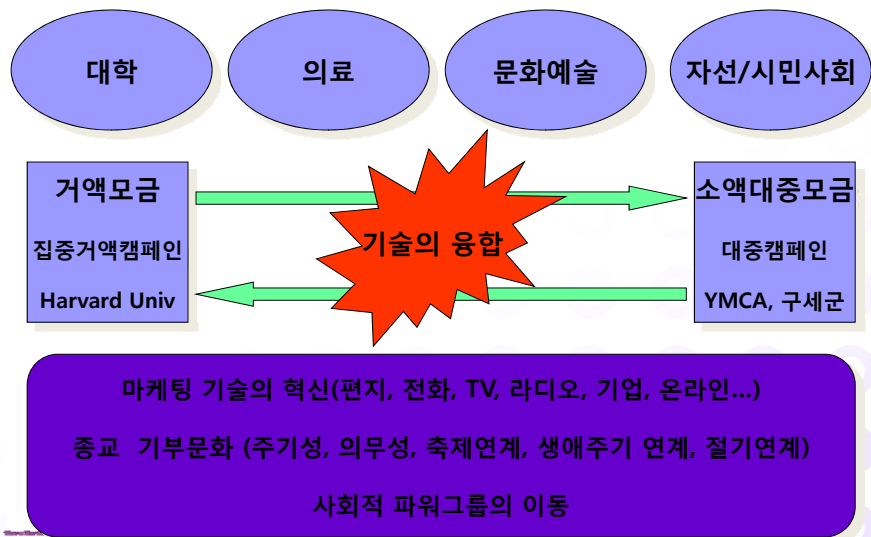 대학
의료
문화예술
자선/시민사회
거액모금
집중거액캠페인
Harvard Univ
기술의 융합
소액대중모금
대중캠페인
YMCA, 구세군
마케팅 기술의 혁신(편지, 전화, TV, 라디오, 기업, 온라인...)
종교 기부문화 (주기성, 의무성, 축제연계, 생애주기 연계, 절기연계)
사회적 파워그룹의 이동